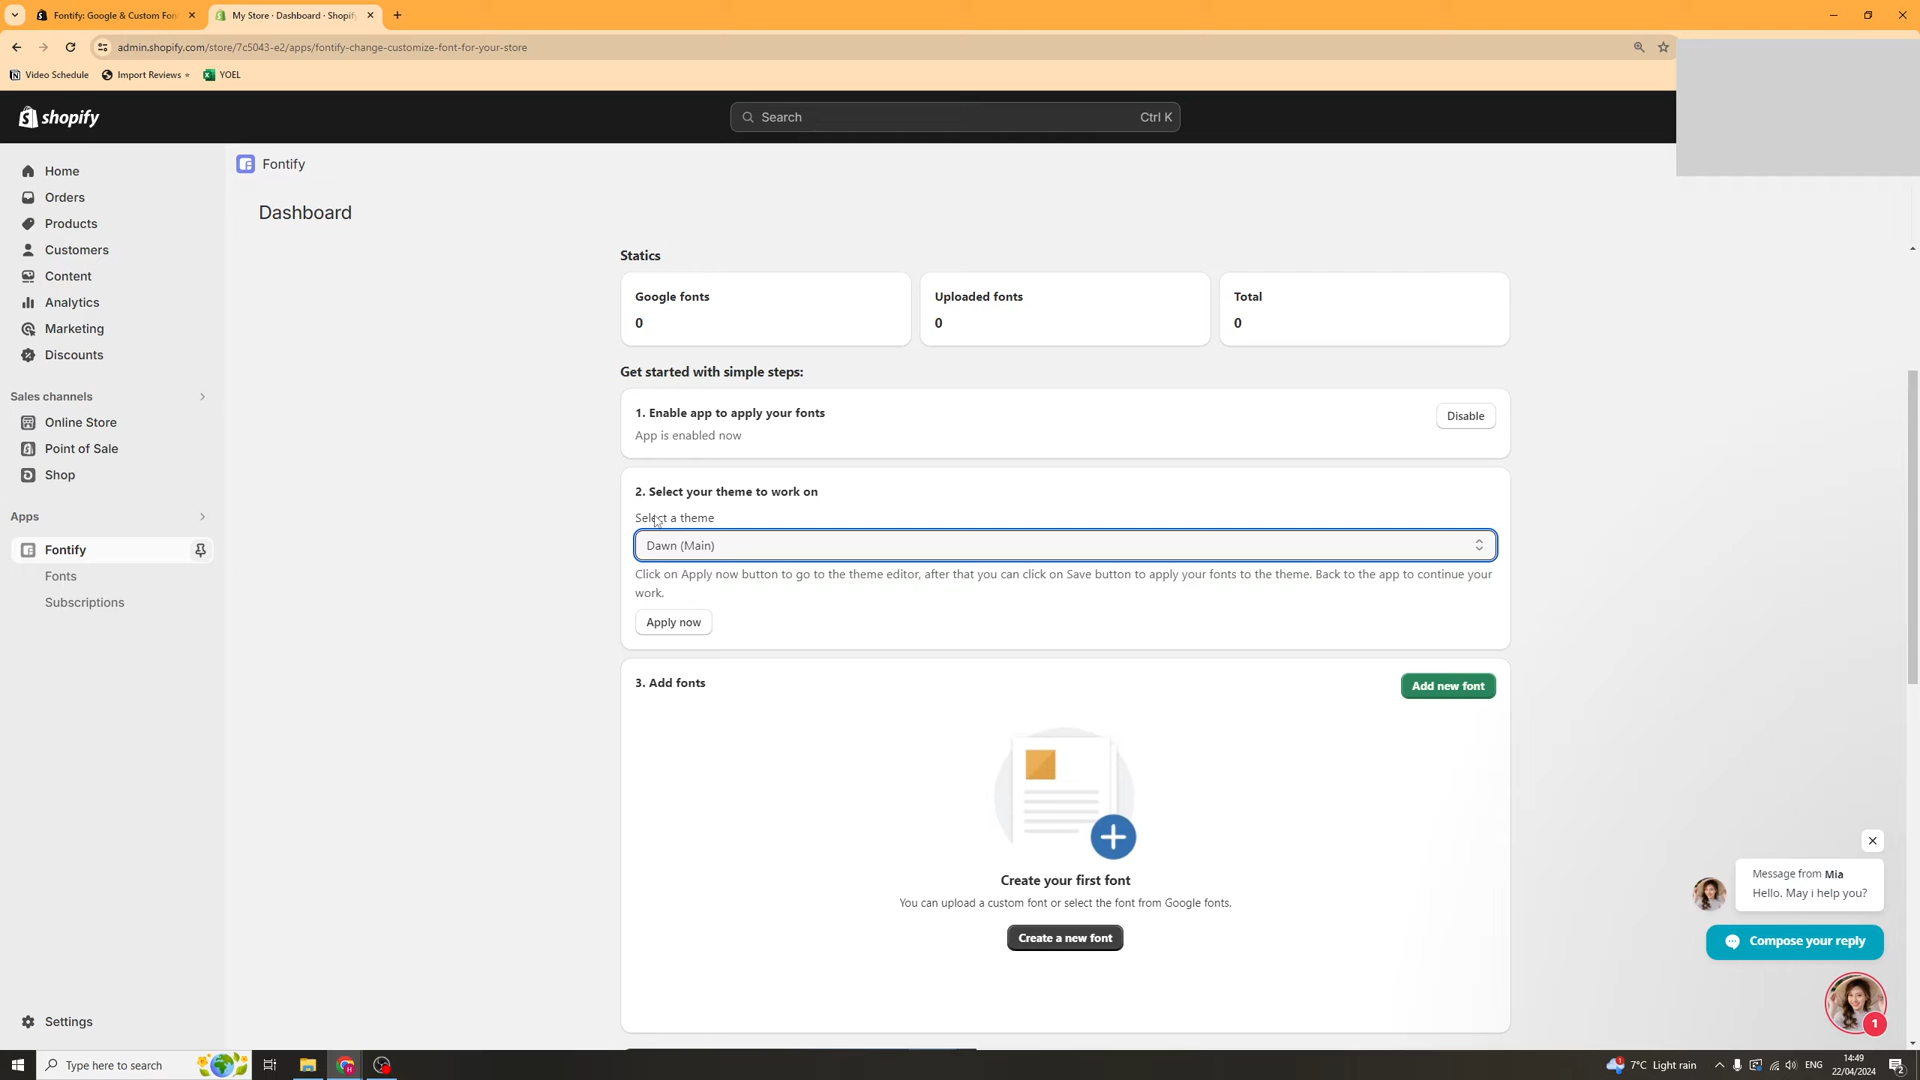 Fontify: Google & Custom Fon
My Store · Dashboard · Shopify
admin.shopify.com/store/7c5043-e2/apps/fontify-change-customize-font-for-your-store
Video Schedule
Import Reviews
YOEL
shopify
Search
Ctrl K
Home
Orders
Products
Customers
Content
Analytics
Marketing
Discounts
Sales channels
Online Store
Point of Sale
Shop
Apps
Fontify
Fonts
Subscriptions
Settings
Fontify
Dashboard
Statics
Google fonts
0
Uploaded fonts
0
Total
0
Get started with simple steps:
1. Enable app to apply your fonts
App is enabled now
Disable
2. Select your theme to work on
Select a theme
Dawn (Main)
Click on Apply now button to go to the theme editor, after that you can click on Save button to apply your fonts to the theme. Back to the app to continue your
work.
Apply now
3. Add fonts
Add new font
Create your first font
You can upload a custom font or select the font from Google fonts.
Create a new font
Message from Mia
Hello. May i help you?
Compose your reply
1
Type here to search
7°C Light rain
ENG
14:49
22/04/2024
2